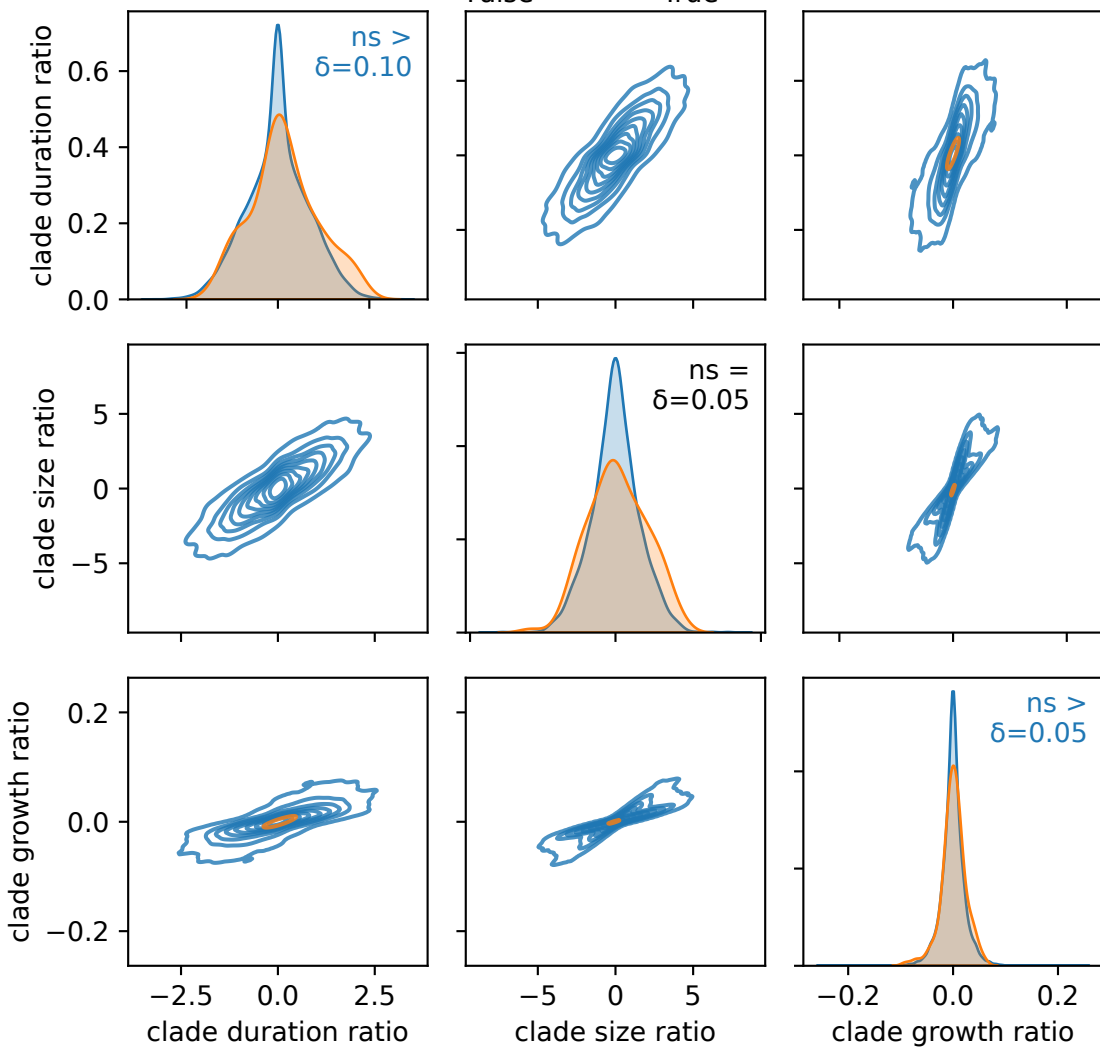 True
clade duration ratio
0.6
0.4
0.2
0.0
ns >
δ=0.10
clade size ratio
5
0
−5
ns =
δ=0.05
clade growth ratio
0.2
0.0
−0.2
ns >
δ=0.05
−2.5
0.0
2.5
−5
0
5
−0.2
0.0
0.2
clade duration ratio
clade size ratio
clade growth ratio